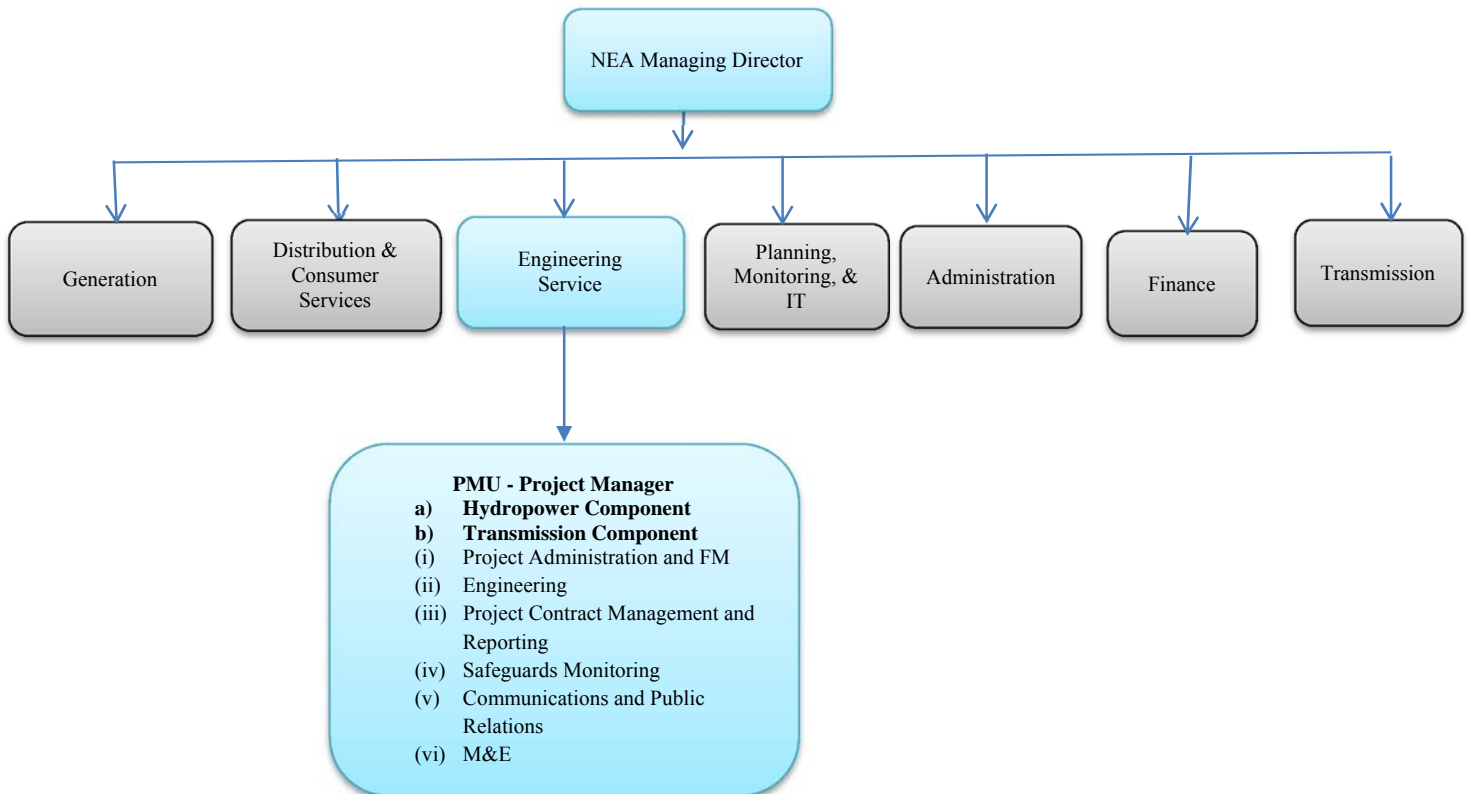 NEA Managing Director
Generation
Distribution &
Consumer
Services
Engineering
Service
Planning,
Monitoring, &
IT
Administration
Finance
Transmission
PMU - Project Manager
a) Hydropower Component
b) Transmission Component
(i) Project Administration and FM
(ii) Engineering
(iii) Project Contract Management and
Reporting
(iv) Safeguards Monitoring
(v) Communications and Public
Relations
(vi) M&E